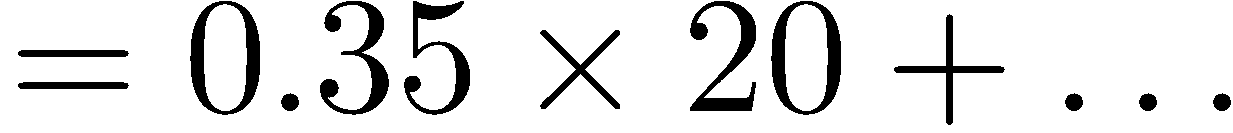 = 0.35 × 20 + . . .